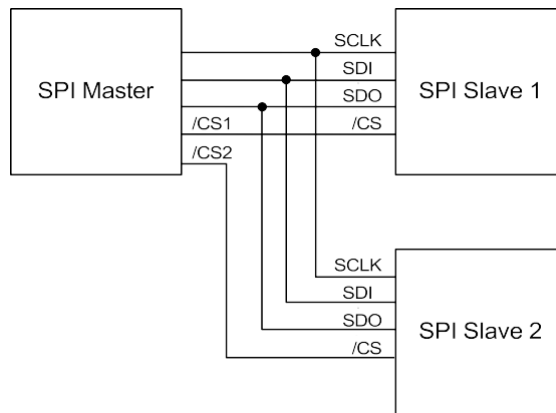 SPI Master
SCLK
SDI
SDO
/CS1
/CS
/CS2
SPI Slave 1
SCLK
SDI
SDO
/CS
SPI Slave 2